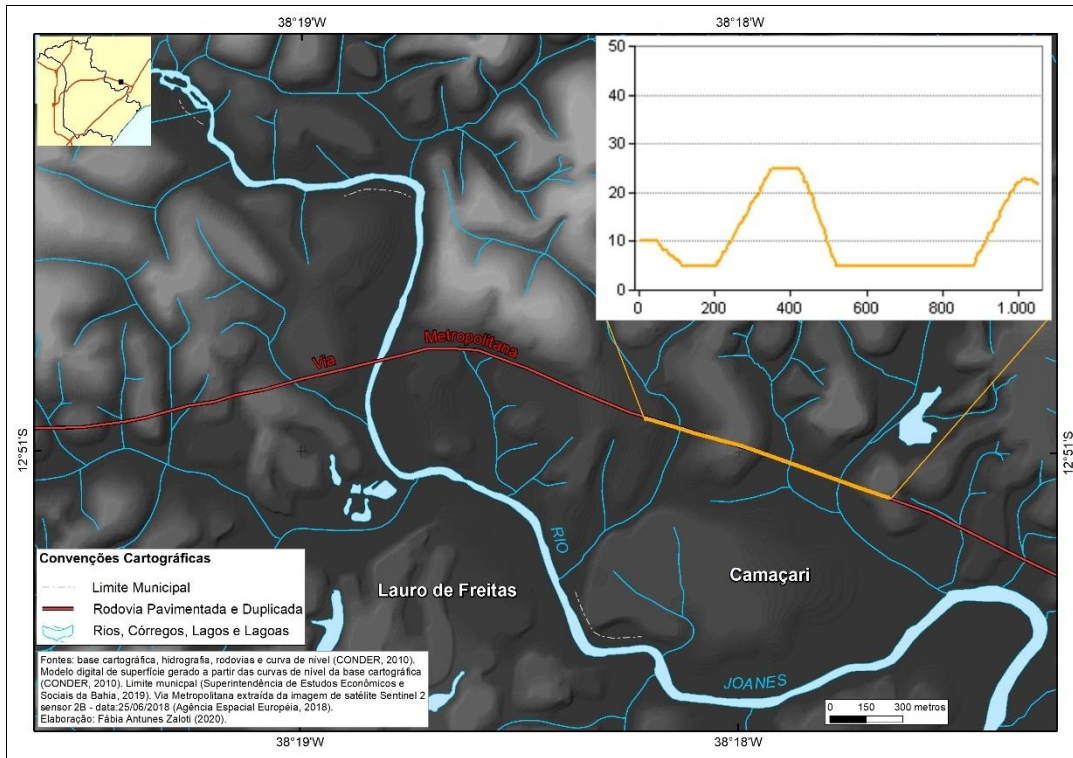 38°19'W
38°18'W
50
40
30
20
10
0
0
200
400
600
800
1.000
Via
Metropolitana
12°51'S
12°51'S
RIO
Convenções Cartográficas
Limite Municipal
Rodovia Pavimentada e Duplicada
Rios, Córregos, Lagos e Lagoas
Lauro de Freitas
Camaçari
JOANES
Fontes: base cartográfica, hidrografia, rodovias e curva de nível (CONDER, 2010).
Modelo digital de superfície gerado a partir das curvas de nível da base cartográfica
(CONDER, 2010). Limite municpal (Superintendência de Estudos Econômicos e
Sociais da Bahia, 2019). Via Metropolitana extraída da imagem de satélite Sentinel 2
sensor 2B - data:25/06/2018 (Agência Espacial Européia, 2018).
Elaboração: Fábia Antunes Zaloti (2020).
0 150 300 metros
38°19'W
38°18'W